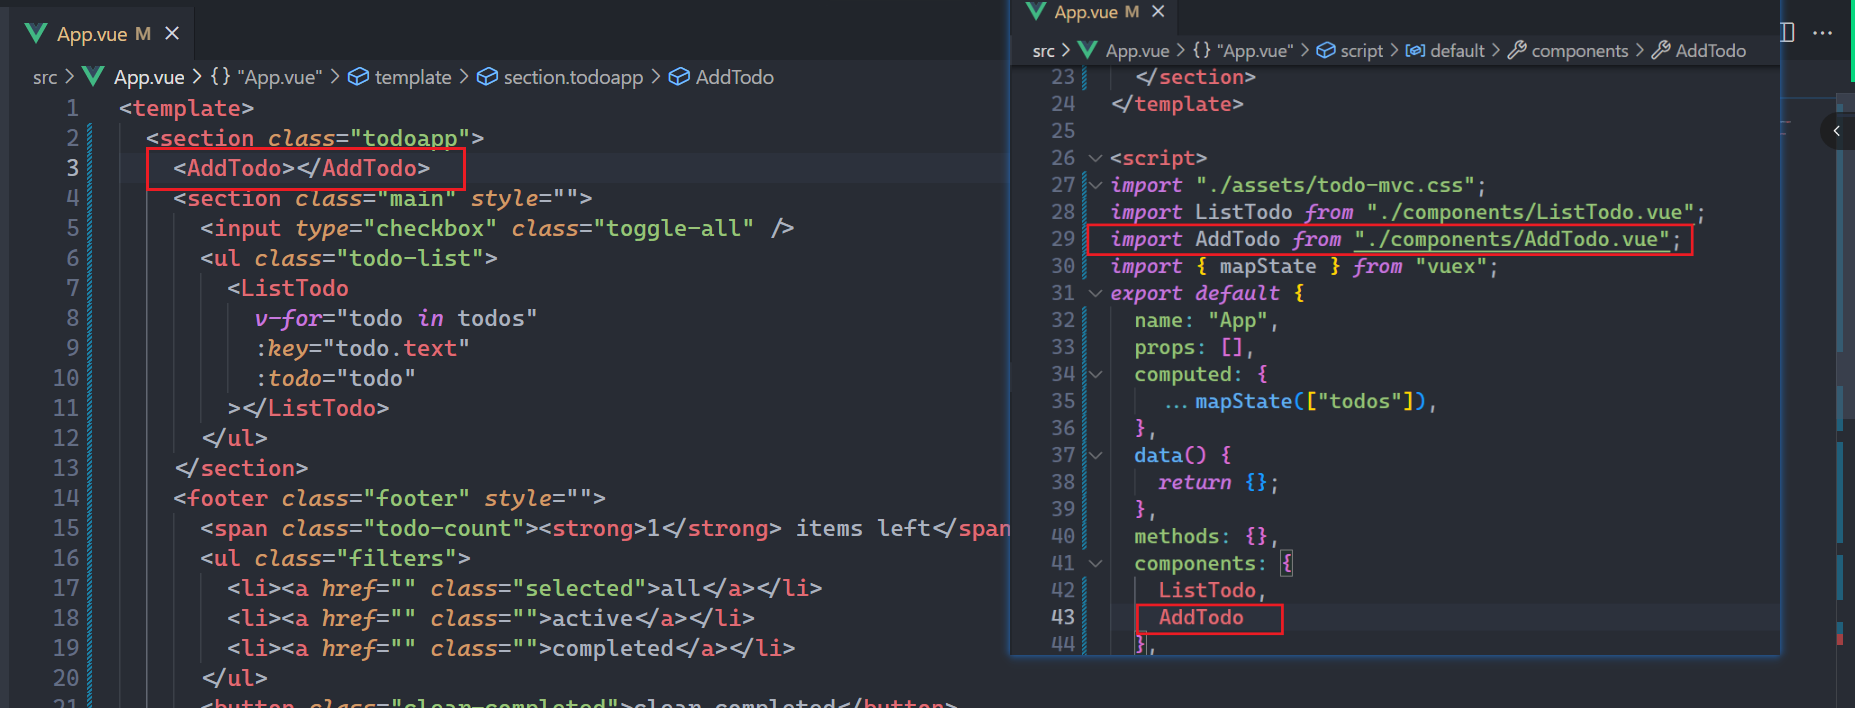 App.vue M ×
src > App.vue > {} "App.vue" > template > section.todoapp > AddTodo
1 <template>
2 <section class="todoapp">
3 <AddTodo></AddTodo>
4 <section class="main" style="">
5 <input type="checkbox" class="toggle-all" />
6 <ul class="todo-list">
7 <ListTodo
8 v-for="todo in todos"
9 :key="todo.text"
10 :todo="todo"
11 ></ListTodo>
12 </ul>
13 </section>
14 <footer class="footer" style="">
15 <span class="todo-count"><strong>1</strong> items left</span
16 <ul class="filters">
17 <li><a href="" class="selected">all</a></li>
18 <li><a href="" class="">active</a></li>
19 <li><a href="" class="">completed</a></li>
20 </ul>
21 <button class="clear-completed">clear completed</button>
App.vue M ×
src > App.vue > {} "App.vue" > script > default > components > AddTodo
23 </section>
24 </template>
25
26 <script>
27 import "./assets/todo-mvc.css";
28 import ListTodo from "./components/ListTodo.vue";
29 import AddTodo from "./components/AddTodo.vue";
30 import { mapState } from "vuex";
31 export default {
32 name: "App",
33 props: [],
34 computed: {
35 ...mapState(["todos"]),
36 },
37 data() {
38 return {};
39 },
40 methods: {},
41 components: {
42 ListTodo,
43 AddTodo
44 },